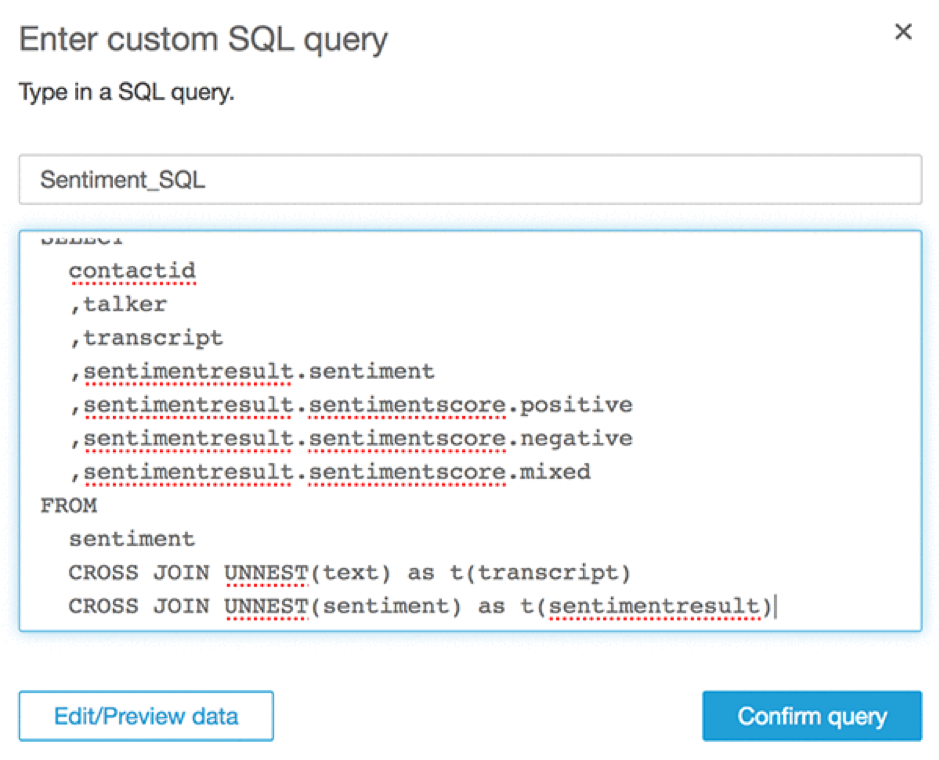 Enter custom SQL query
Type in a SQL query.
Sentiment_SQL
SELECT
contactid
,talker
,transcript
,sentimentresult.sentiment
,sentimentresult.sentimentscore.positive
,sentimentresult.sentimentscore.negative
,sentimentresult.sentimentscore.mixed
FROM
sentiment
CROSS JOIN UNNEST(text) as t(transcript)
CROSS JOIN UNNEST(sentiment) as t(sentimentresult)
Edit/Preview data
Confirm query